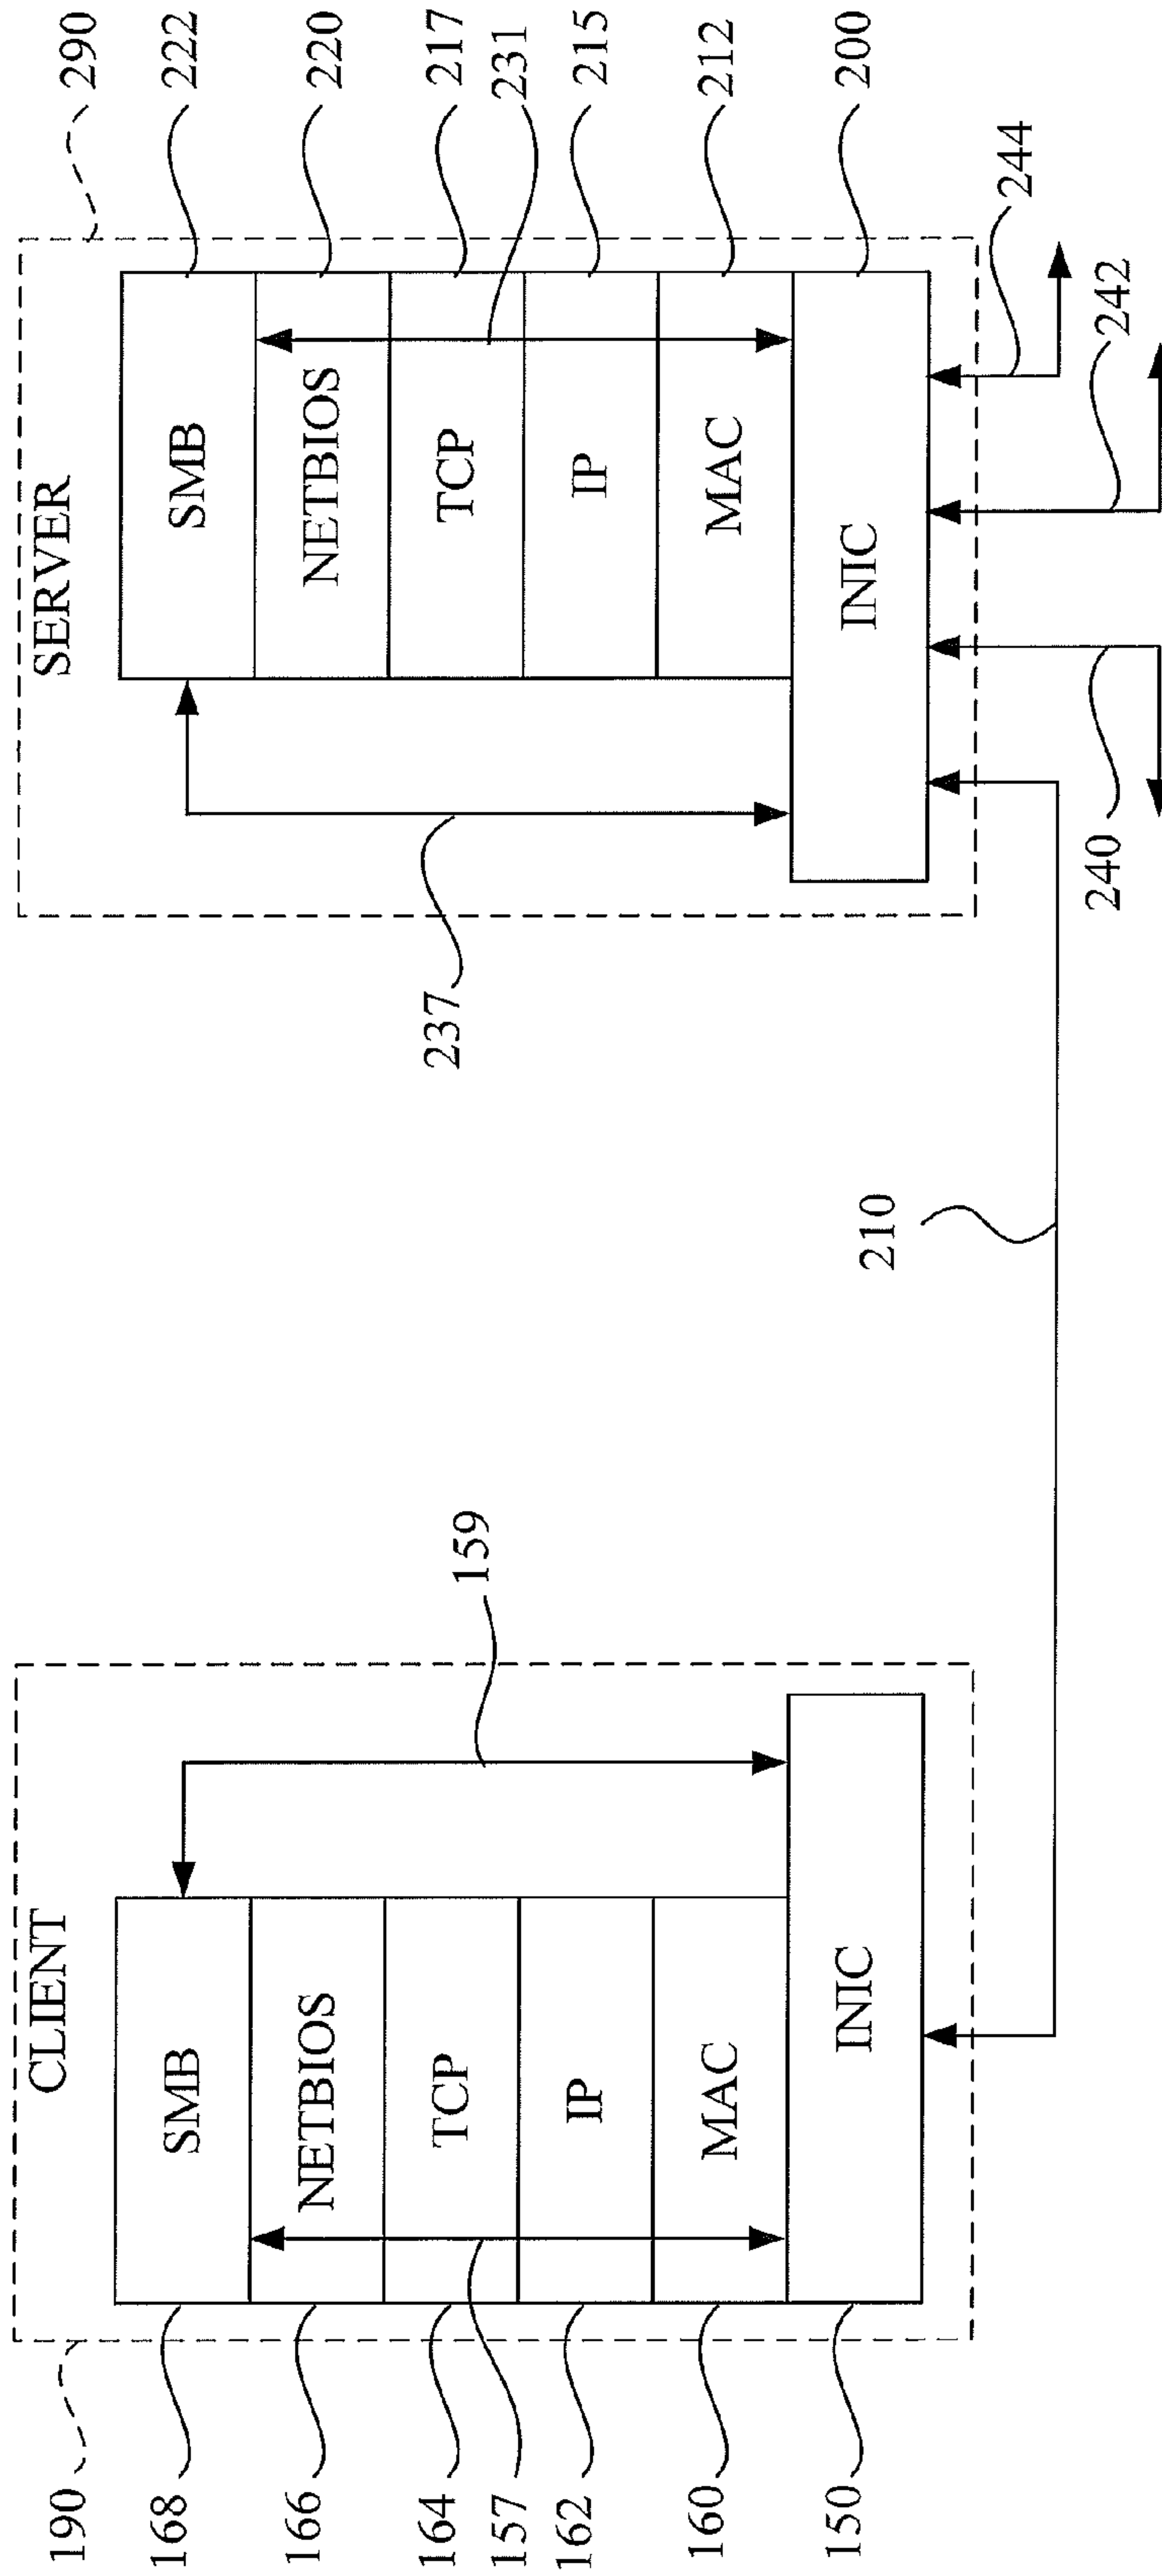 CLIENT
190
168
166
164
157
162
160
150
SMB
NETBIOS
TCP
IP
MAC
INIC
159
210
SERVER
237
SMB
NETBIOS
TCP
IP
MAC
INIC
290
222
220
217
231
215
212
200
240
242
244